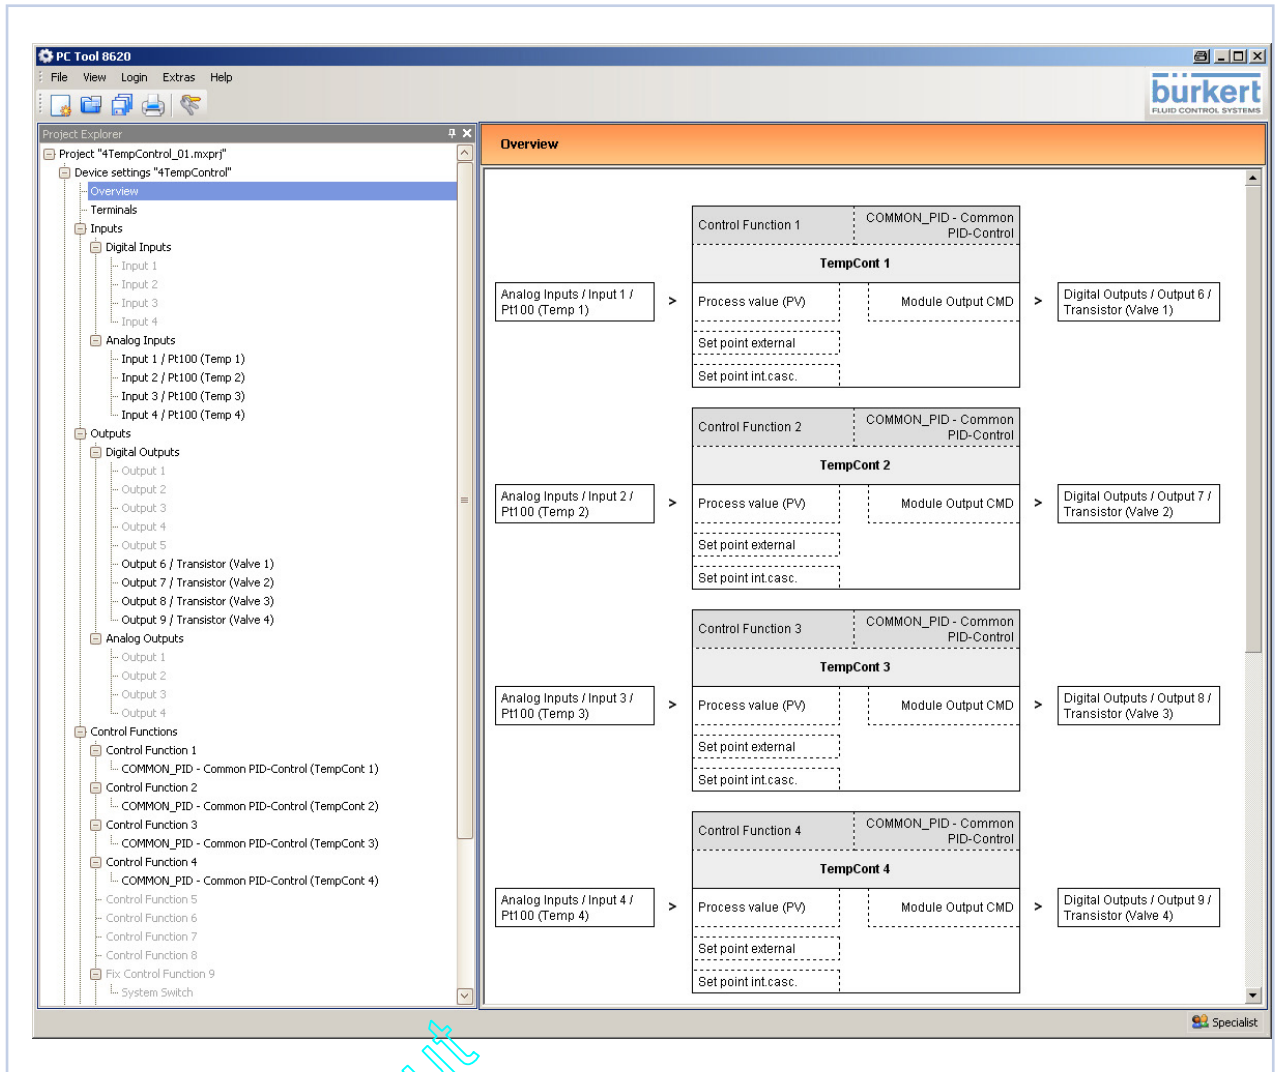 PC Tool 8620
File View Login Extras Help
bürkert
FLUID CONTROL SYSTEMS
Project Explorer
Project "4TempControl_01.mxprj"
Device settings "4TempControl"
Overview
Terminals
Inputs
Digital Inputs
Input 1
Input 2
Input 3
Input 4
Analog Inputs
Input 1 / Pt100 (Temp 1)
Input 2 / Pt100 (Temp 2)
Input 3 / Pt100 (Temp 3)
Input 4 / Pt100 (Temp 4)
Outputs
Digital Outputs
Output 1
Output 2
Output 3
Output 4
Output 5
Output 6 / Transistor (Valve 1)
Output 7 / Transistor (Valve 2)
Output 8 / Transistor (Valve 3)
Output 9 / Transistor (Valve 4)
Analog Outputs
Output 1
Output 2
Output 3
Output 4
Control Functions
Control Function 1
COMMON_PID - Common PID-Control (TempCont 1)
Control Function 2
COMMON_PID - Common PID-Control (TempCont 2)
Control Function 3
COMMON_PID - Common PID-Control (TempCont 3)
Control Function 4
COMMON_PID - Common PID-Control (TempCont 4)
Control Function 5
Control Function 6
Control Function 7
Control Function 8
Fix Control Function 9
System Switch
Overview
Control Function 1
COMMON_PID - Common
PID-Control
TempCont 1
Analog Inputs / Input 1 /
Pt100 (Temp 1)
>
Process value (PV)
Module Output CMD
>
Digital Outputs / Output 6 /
Transistor (Valve 1)
Set point external
Set point int.casc.
Control Function 2
COMMON_PID - Common
PID-Control
TempCont 2
Analog Inputs / Input 2 /
Pt100 (Temp 2)
>
Process value (PV)
Module Output CMD
>
Digital Outputs / Output 7 /
Transistor (Valve 2)
Set point external
Set point int.casc.
Control Function 3
COMMON_PID - Common
PID-Control
TempCont 3
Analog Inputs / Input 3 /
Pt100 (Temp 3)
>
Process value (PV)
Module Output CMD
>
Digital Outputs / Output 8 /
Transistor (Valve 3)
Set point external
Set point int.casc.
Control Function 4
COMMON_PID - Common
PID-Control
TempCont 4
Analog Inputs / Input 4 /
Pt100 (Temp 4)
>
Process value (PV)
Module Output CMD
>
Digital Outputs / Output 9 /
Transistor (Valve 4)
Set point external
Set point int.casc.
Specialist